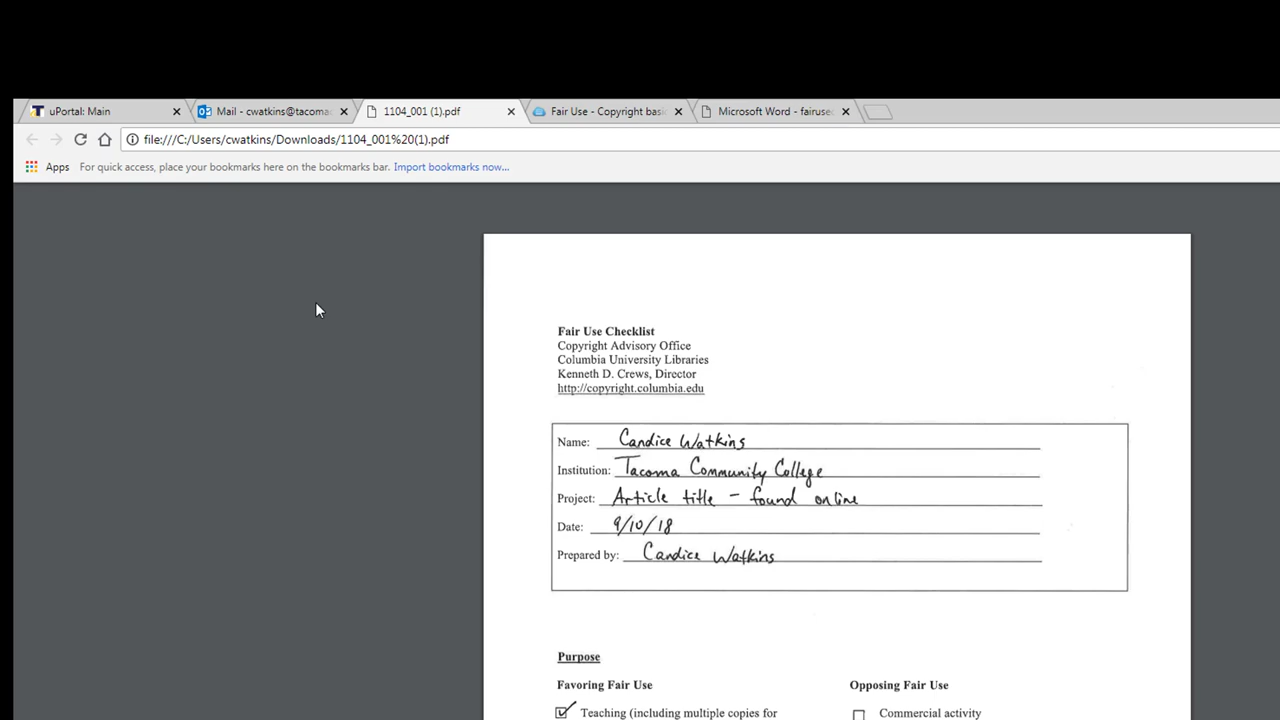 uPortal: Main
Mail - cwatkins@tacoma
1104_001 (1).pdf
Fair Use - Copyright basi
Microsoft Word - fairuse
file:///C:/Users/cwatkins/Downloads/1104_001%20(1).pdf
Apps For quick access, place your bookmarks here on the bookmarks bar. Import bookmarks now...
Fair Use Checklist
Copyright Advisory Office
Columbia University Libraries
Kenneth D. Crews, Director
http://copyright.columbia.edu
Name: Candice Watkins
Institution: Tacoma Community College
Project: Article title - found online
Date: 9/10/18
Prepared by: Candice Watkins
Purpose
Favoring Fair Use Opposing Fair Use
Teaching (including multiple copies for Commercial activity